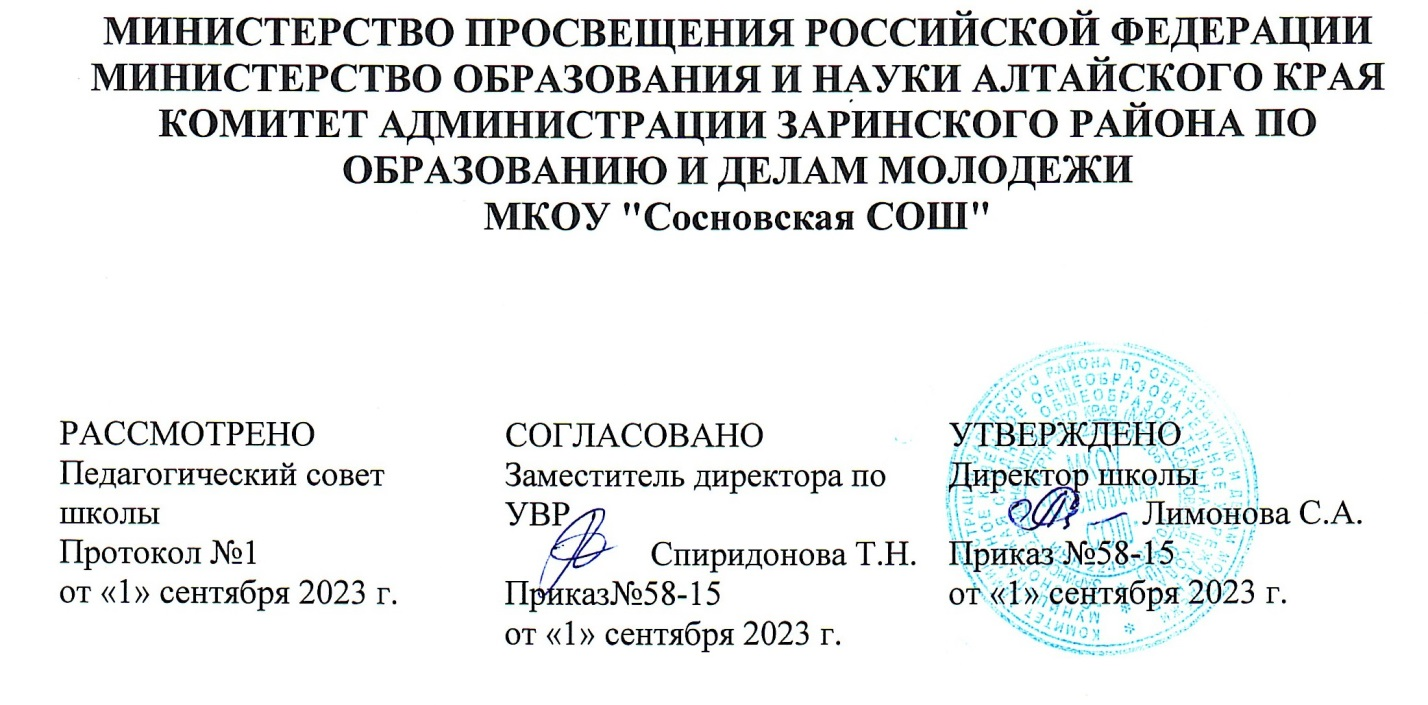 МИНИСТЕРСТВО ПРОСВЕЩЕНИЯ РОССИЙСКОЙ ФЕДЕРАЦИИ
МИНИСТЕРСТВО ОБРАЗОВАНИЯ И НАУКИ АЛТАЙСКОГО КРАЯ
КОМИТЕТ АДМИНИСТРАЦИИ ЗАРИНСКОГО РАЙОНА ПО
ОБРАЗОВАНИЮ И ДЕЛАМ МОЛОДЕЖИ
МКОУ "Сосновская СОШ"
РАССМОТРЕНО
Педагогический совет
школы
Протокол №1
от «1» сентября 2023 г.
СОГЛАСОВАНО
Заместитель директора по
УВР
Спиридонова Т.Н.
Приказ№58-15
от «1» сентября 2023 г.
УТВЕРЖДЕНО
Директор школы
Лимонова С.А.
Приказ №58-15
от «1» сентября 2023 г.